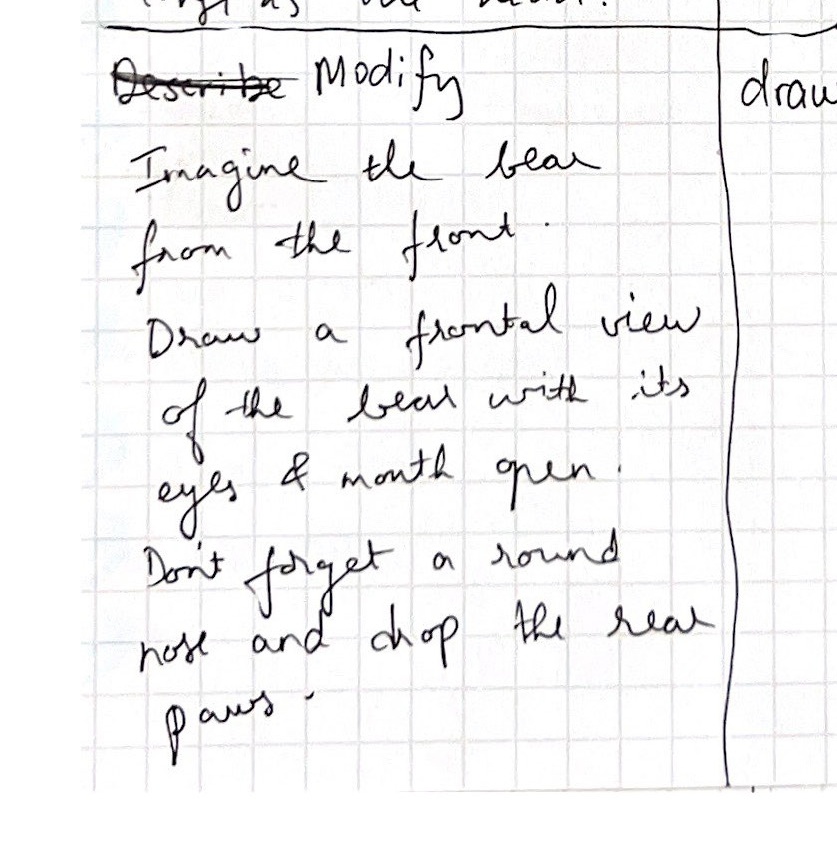 Describe Modify
draw
Imagine the bear
from the front.
Draw a frontal view
of the bear with its
eyes & mouth open.
Don't forget a round
nose and chop the rear
paws.